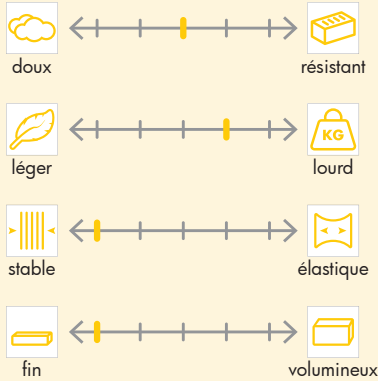 doux résistant
KG
léger lourd
stable élastique
fin volumineux